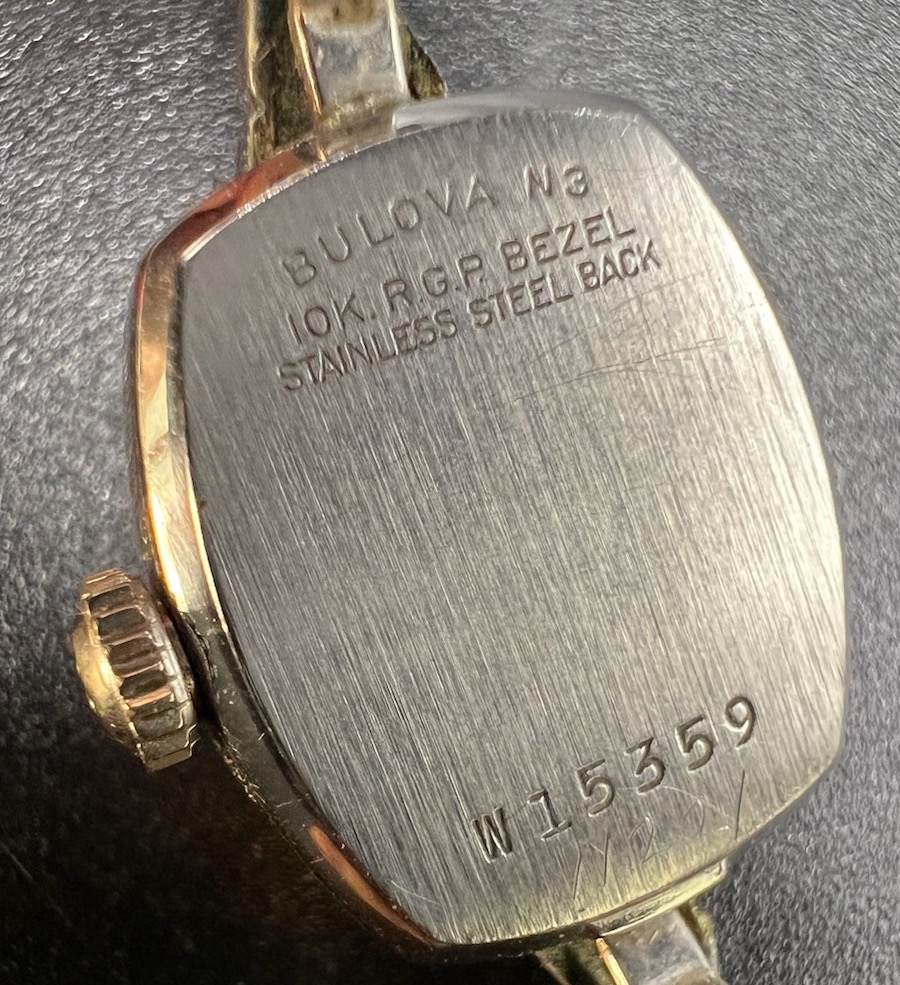 BULOVA N3
10K. R.G.P. BEZEL
STAINLESS STEEL BACK
W15359